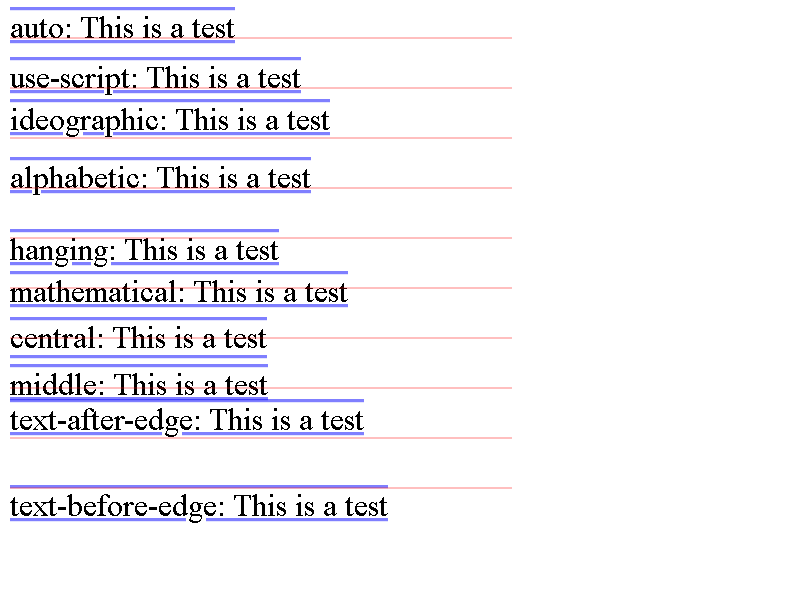 auto: This is a test
use-script: This is a test
ideographic: This is a test
alphabetic: This is a test
hanging: This is a test
mathematical: This is a test
central: This is a test
middle: This is a test
text-after-edge: This is a test
text-before-edge: This is a test